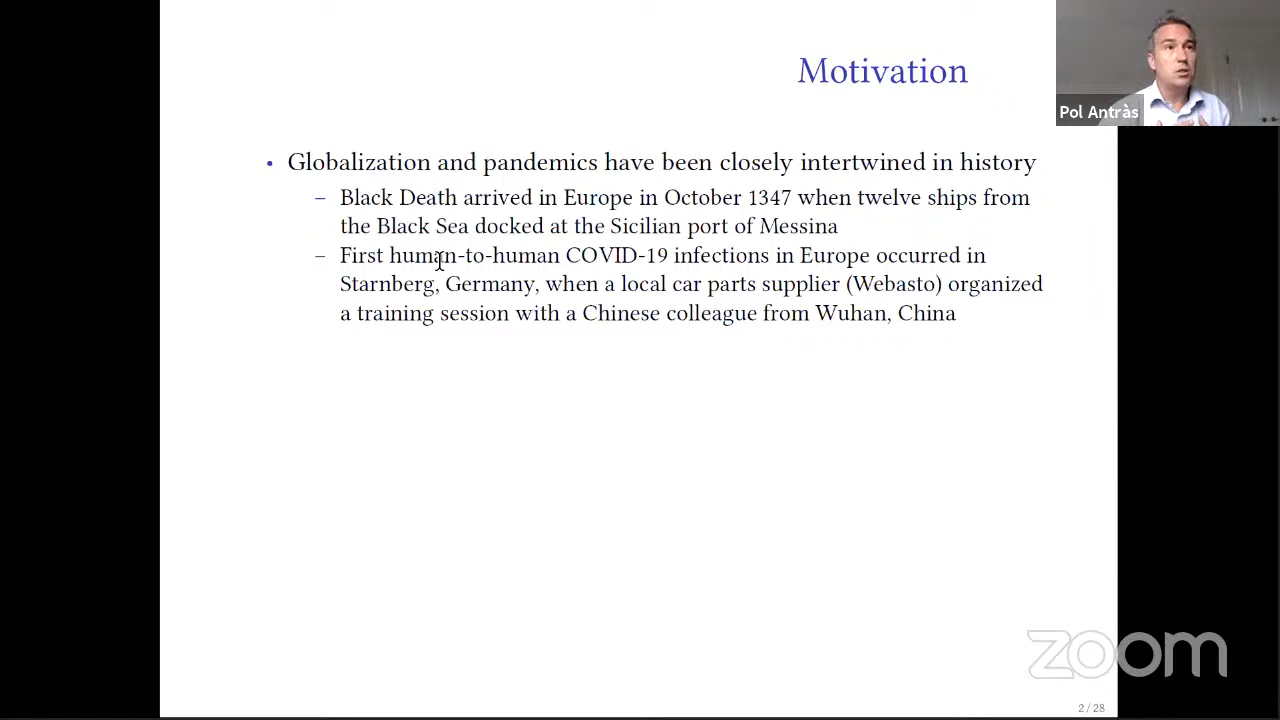 Motivation
Pol Antràs
• Globalization and pandemics have been closely intertwined in history
– Black Death arrived in Europe in October 1347 when twelve ships from
the Black Sea docked at the Sicilian port of Messina
– First human-to-human COVID-19 infections in Europe occurred in
Starnberg, Germany, when a local car parts supplier (Webasto) organized
a training session with a Chinese colleague from Wuhan, China
zoom
2 / 28